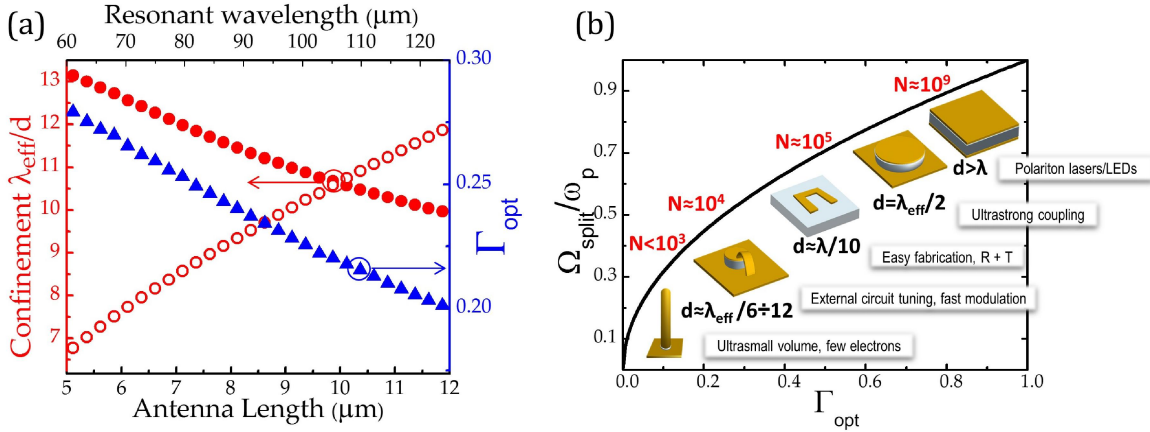 (a)
Resonant wavelength (μm)
60 70 80 90 100 110 120
Confinement λeff/d
13
12
11
10
9
8
7
0.30
0.25
0.20
Γopt
5 6 7 8 9 10 11 12
Antenna Length (μm)
(b)
Ωsplit/ωp
0.9
0.7
0.5
0.3
0.1
N≈10⁹
N≈10⁵
N≈10⁴
N<10³
d>λ
Polariton lasers/LEDs
d=λeff/2
Ultrastrong coupling
d≈λ/10
Easy fabrication, R + T
d≈λeff/6÷12
External circuit tuning, fast modulation
Ultrasmall volume, few electrons
0.0 0.2 0.4 0.6 0.8 1.0
Γopt